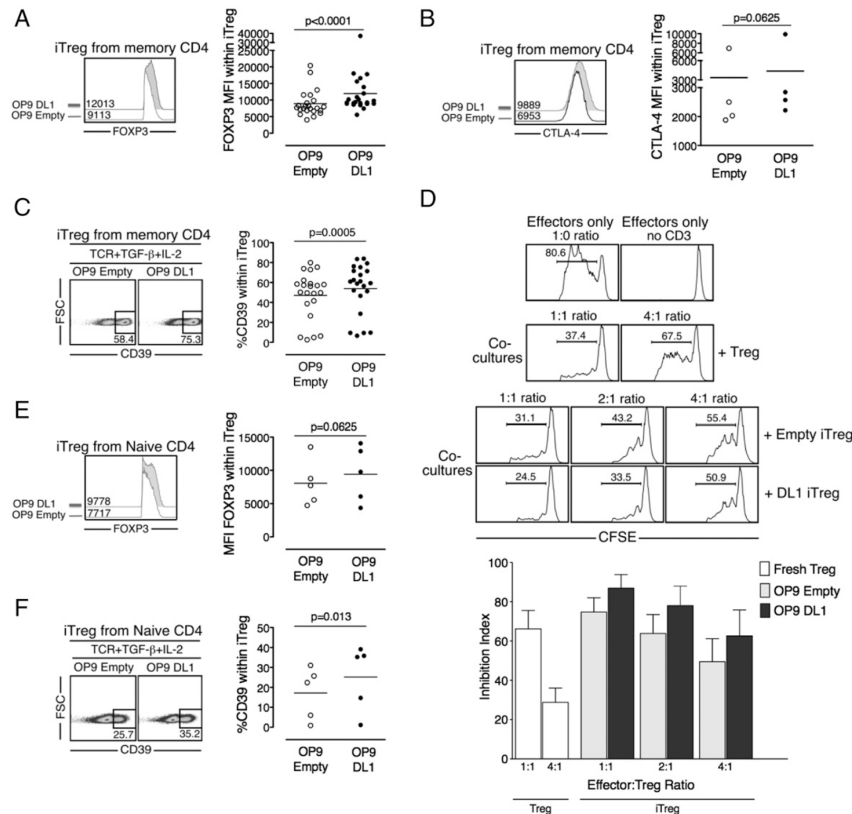 A
iTreg from memory CD4
OP9 DL1
12013
OP9 Empty
9113
FOXP3
p<0.0001
FOXP3 MFI within iTreg
40000
30000
20000
15000
10000
5000
0
OP9 Empty
OP9 DL1
B
iTreg from memory CD4
OP9 DL1
9889
OP9 Empty
6953
CTLA-4
p=0.0625
CTLA-4 MFI within iTreg
10000
8000
6000
3000
2000
1000
OP9 Empty
OP9 DL1
C
iTreg from memory CD4
TCR+TGF-β+IL-2
OP9 Empty
OP9 DL1
FSC
58.4
75.3
CD39
p=0.0005
%CD39 within iTreg
100
80
60
40
20
0
OP9 Empty
OP9 DL1
D
Effectors only 1:0 ratio
Effectors only no CD3
80.6
1:1 ratio
4:1 ratio
Co-cultures
37.4
67.5
+ Treg
1:1 ratio
2:1 ratio
4:1 ratio
31.1
43.2
55.4
+ Empty iTreg
Co-cultures
24.5
33.5
50.9
+ DL1 iTreg
CFSE
Inhibition Index
100
80
60
40
20
0
Fresh Treg
OP9 Empty
OP9 DL1
1:1
4:1
1:1
2:1
4:1
Effector:Treg Ratio
Treg
iTreg
E
iTreg from Naive CD4
OP9 DL1
9778
OP9 Empty
7717
FOXP3
p=0.0625
MFI FOXP3 within iTreg
15000
10000
5000
0
OP9 Empty
OP9 DL1
F
iTreg from Naive CD4
TCR+TGF-β+IL-2
OP9 Empty
OP9 DL1
FSC
25.7
35.2
CD39
p=0.013
%CD39 within iTreg
50
40
30
20
10
0
OP9 Empty
OP9 DL1